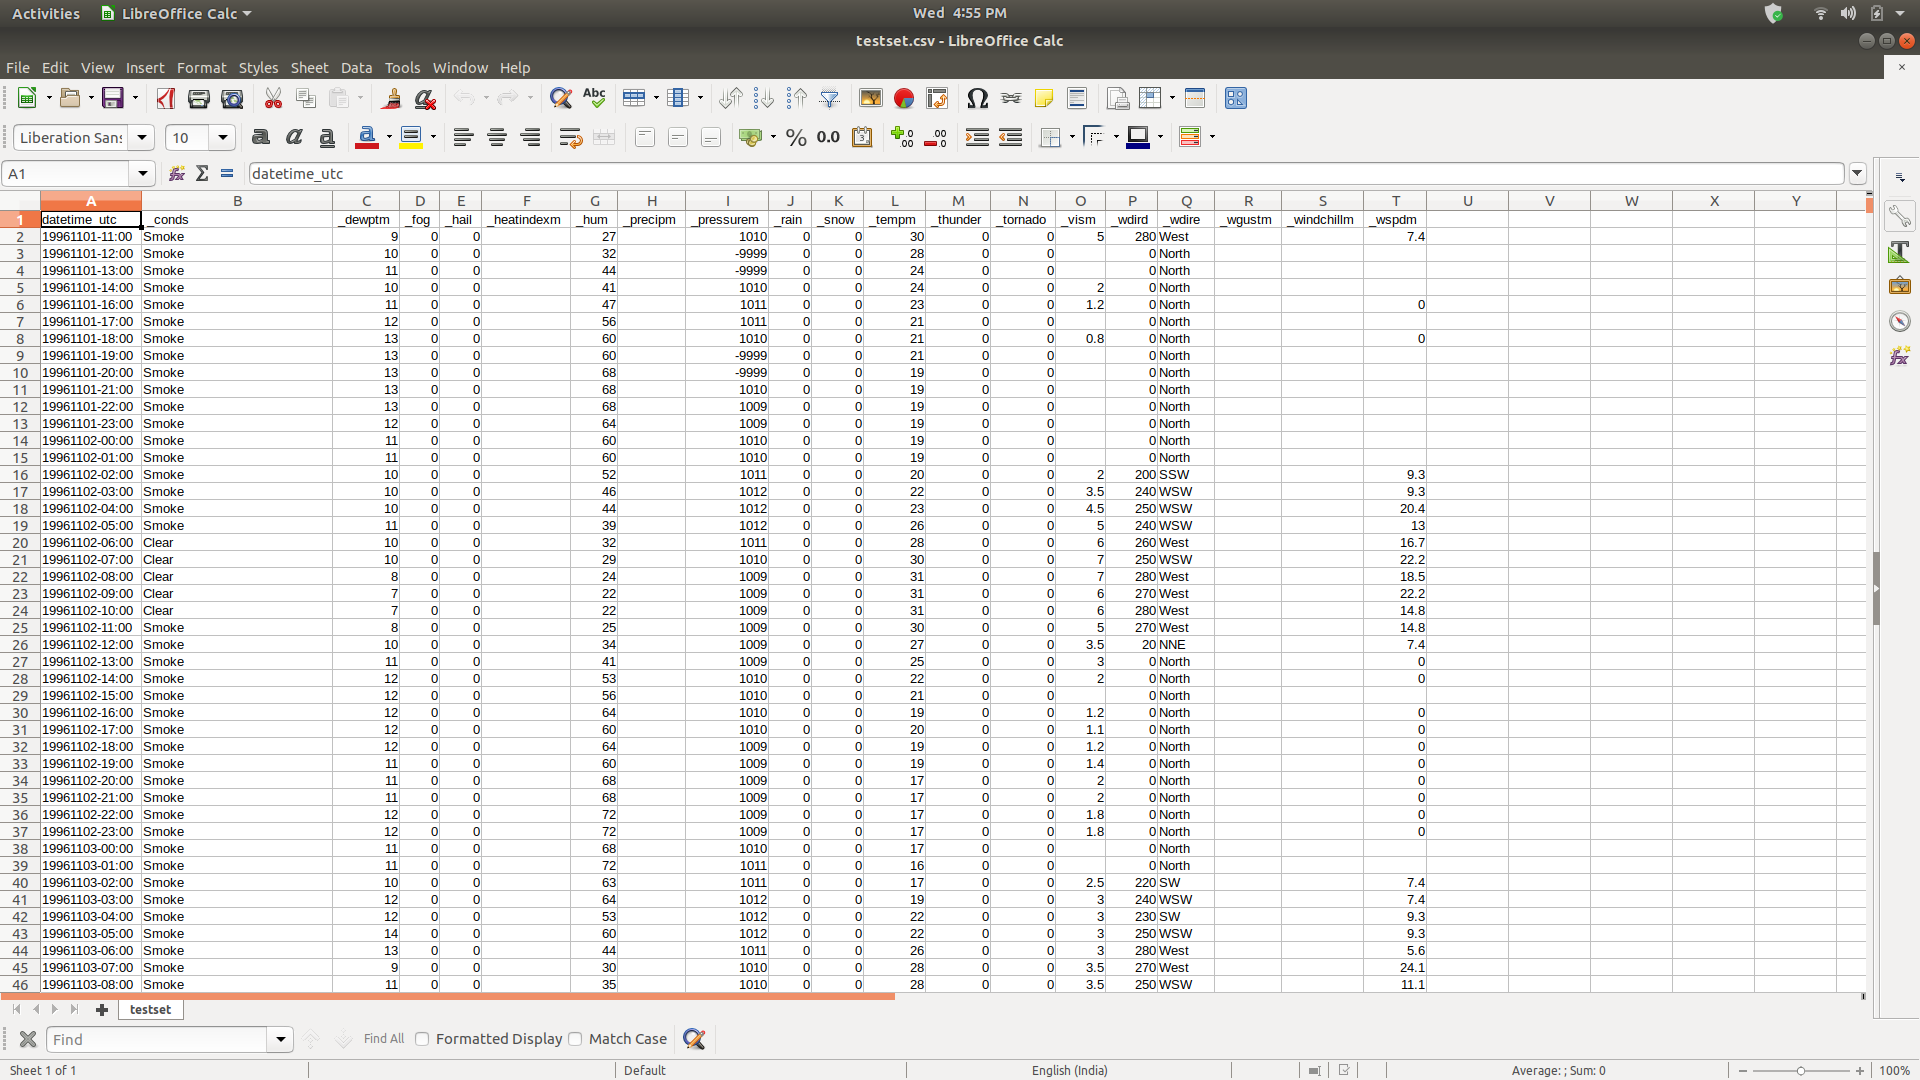 Activities LibreOffice Calc Wed 4:55 PM
testset.csv - LibreOffice Calc
File Edit View Insert Format Styles Sheet Data Tools Window Help
Liberation Sans 10
A1 datetime_utc
A B C D E F G H I J K L M N O P Q R S T U V W X Y
1 datetime_utc _conds _dewptm _fog _hail _heatindexm _hum _precipm _pressurem _rain _snow _tempm _thunder _tornado _vism _wdird _wdire _wgustm _windchillm _wspdm
2 19961101-11:00 Smoke 9 0 0 27 1010 0 0 30 0 0 5 280 West 7.4
3 19961101-12:00 Smoke 10 0 0 32 -9999 0 0 28 0 0 0 North
4 19961101-13:00 Smoke 11 0 0 44 -9999 0 0 24 0 0 0 North
5 19961101-14:00 Smoke 10 0 0 41 1010 0 0 24 0 0 2 0 North
6 19961101-16:00 Smoke 11 0 0 47 1011 0 0 23 0 0 1.2 0 North 0
7 19961101-17:00 Smoke 12 0 0 56 1011 0 0 21 0 0 0 North
8 19961101-18:00 Smoke 13 0 0 60 1010 0 0 21 0 0 0.8 0 North 0
9 19961101-19:00 Smoke 13 0 0 60 -9999 0 0 21 0 0 0 North
10 19961101-20:00 Smoke 13 0 0 68 -9999 0 0 19 0 0 0 North
11 19961101-21:00 Smoke 13 0 0 68 1010 0 0 19 0 0 0 North
12 19961101-22:00 Smoke 13 0 0 68 1009 0 0 19 0 0 0 North
13 19961101-23:00 Smoke 12 0 0 64 1009 0 0 19 0 0 0 North
14 19961102-00:00 Smoke 11 0 0 60 1010 0 0 19 0 0 0 North
15 19961102-01:00 Smoke 11 0 0 60 1010 0 0 19 0 0 0 North
16 19961102-02:00 Smoke 10 0 0 52 1011 0 0 20 0 0 2 200 SSW 9.3
17 19961102-03:00 Smoke 10 0 0 46 1012 0 0 22 0 0 3.5 240 WSW 9.3
18 19961102-04:00 Smoke 10 0 0 44 1012 0 0 23 0 0 4.5 250 WSW 20.4
19 19961102-05:00 Smoke 11 0 0 39 1012 0 0 26 0 0 5 240 WSW 13
20 19961102-06:00 Clear 10 0 0 32 1011 0 0 28 0 0 6 260 West 16.7
21 19961102-07:00 Clear 10 0 0 29 1010 0 0 30 0 0 7 250 WSW 22.2
22 19961102-08:00 Clear 8 0 0 24 1009 0 0 31 0 0 7 280 West 18.5
23 19961102-09:00 Clear 7 0 0 22 1009 0 0 31 0 0 6 270 West 22.2
24 19961102-10:00 Clear 7 0 0 22 1009 0 0 31 0 0 6 280 West 14.8
25 19961102-11:00 Smoke 8 0 0 25 1009 0 0 30 0 0 5 270 West 14.8
26 19961102-12:00 Smoke 10 0 0 34 1009 0 0 27 0 0 3.5 20 NNE 7.4
27 19961102-13:00 Smoke 11 0 0 41 1009 0 0 25 0 0 3 0 North 0
28 19961102-14:00 Smoke 12 0 0 53 1010 0 0 22 0 0 2 0 North 0
29 19961102-15:00 Smoke 12 0 0 56 1010 0 0 21 0 0 0 North
30 19961102-16:00 Smoke 12 0 0 64 1010 0 0 19 0 0 1.2 0 North 0
31 19961102-17:00 Smoke 12 0 0 60 1010 0 0 20 0 0 1.1 0 North 0
32 19961102-18:00 Smoke 12 0 0 64 1009 0 0 19 0 0 1.2 0 North 0
33 19961102-19:00 Smoke 11 0 0 60 1009 0 0 19 0 0 1.4 0 North 0
34 19961102-20:00 Smoke 11 0 0 68 1009 0 0 17 0 0 2 0 North 0
35 19961102-21:00 Smoke 11 0 0 68 1009 0 0 17 0 0 2 0 North 0
36 19961102-22:00 Smoke 12 0 0 72 1009 0 0 17 0 0 1.8 0 North 0
37 19961102-23:00 Smoke 12 0 0 72 1009 0 0 17 0 0 1.8 0 North 0
38 19961103-00:00 Smoke 11 0 0 68 1010 0 0 17 0 0 0 North
39 19961103-01:00 Smoke 11 0 0 72 1011 0 0 16 0 0 0 North
40 19961103-02:00 Smoke 10 0 0 63 1011 0 0 17 0 0 2.5 220 SW 7.4
41 19961103-03:00 Smoke 12 0 0 64 1012 0 0 19 0 0 3 240 WSW 7.4
42 19961103-04:00 Smoke 12 0 0 53 1012 0 0 22 0 0 3 230 SW 9.3
43 19961103-05:00 Smoke 14 0 0 60 1012 0 0 22 0 0 3 250 WSW 9.3
44 19961103-06:00 Smoke 13 0 0 44 1011 0 0 26 0 0 3 280 West 5.6
45 19961103-07:00 Smoke 9 0 0 30 1010 0 0 28 0 0 3.5 270 West 24.1
46 19961103-08:00 Smoke 11 0 0 35 1010 0 0 28 0 0 3.5 250 WSW 11.1
testset
Find Find All Formatted Display Match Case
Sheet 1 of 1 Default English (India) Average: ; Sum: 0 100%